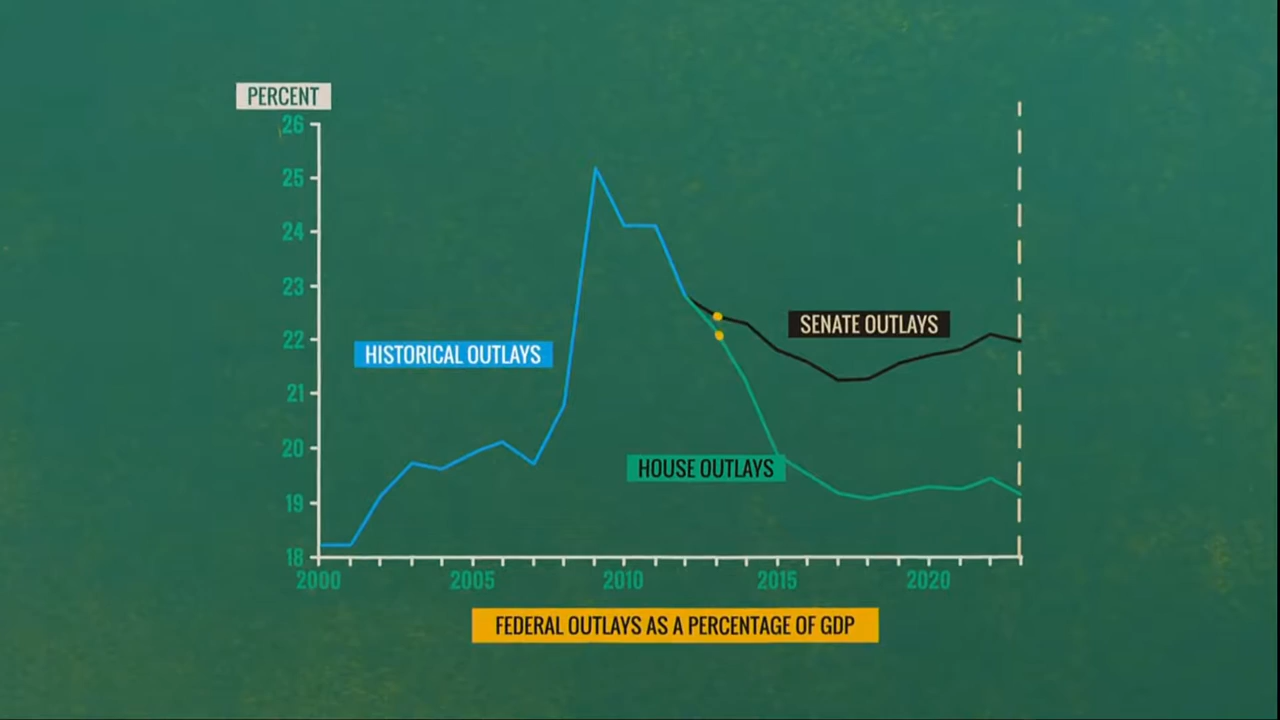 PERCENT
26
25
24
23
22
21
20
19
18
SENATE OUTLAYS
HISTORICAL OUTLAYS
HOUSE OUTLAYS
2000 2005 2010 2015 2020
FEDERAL OUTLAYS AS A PERCENTAGE OF GDP